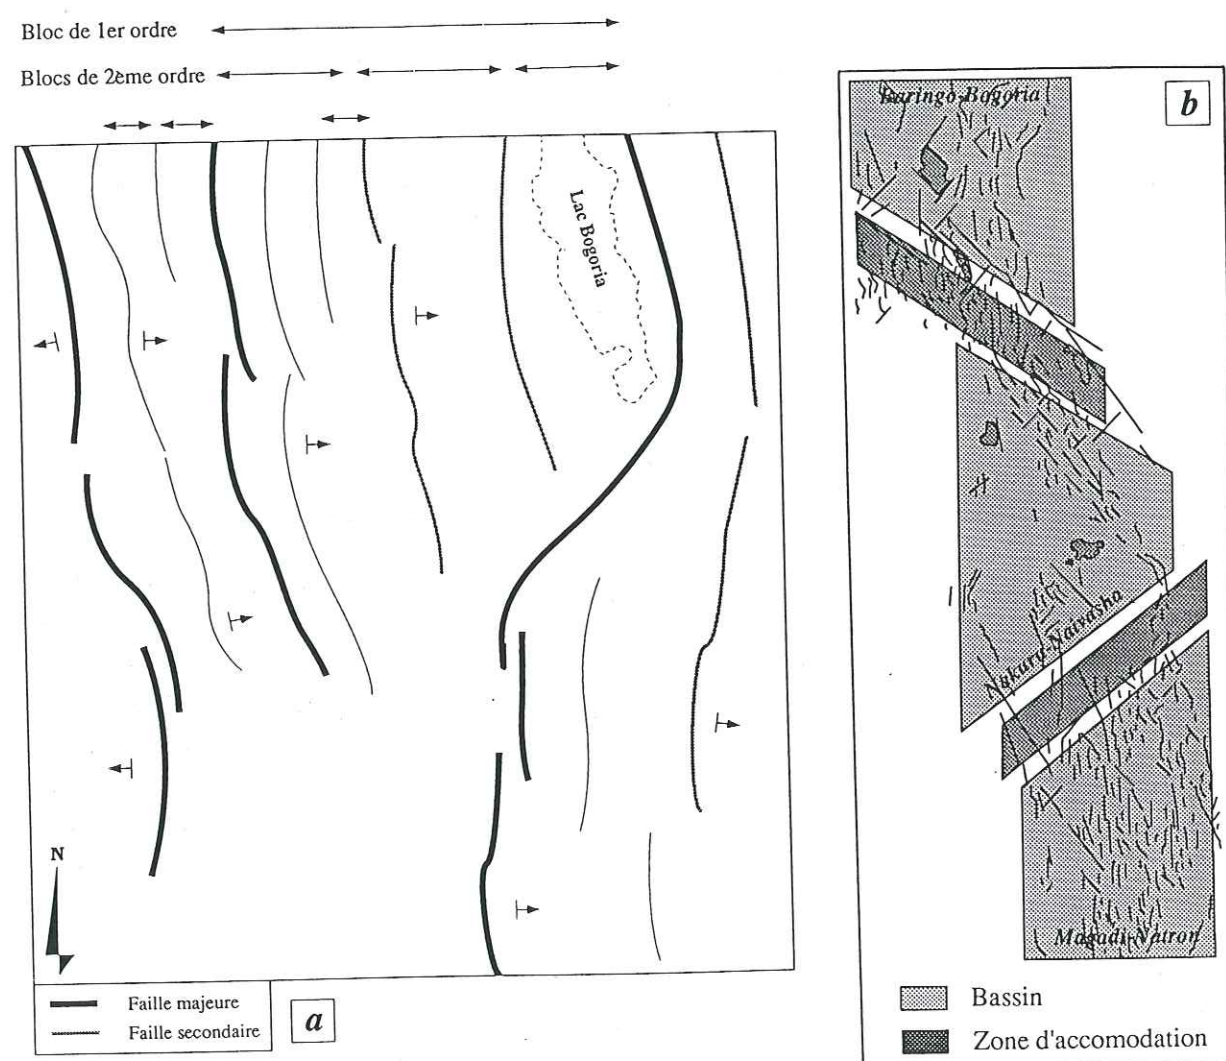 Bloc de 1er ordre
Blocs de 2ème ordre
Lac Bogoria
N
Faille majeure
Faille secondaire
a
b
Baringo-Bogoria
Nakuru-Naivasha
Magadi-Natron
Bassin
Zone d'accomodation